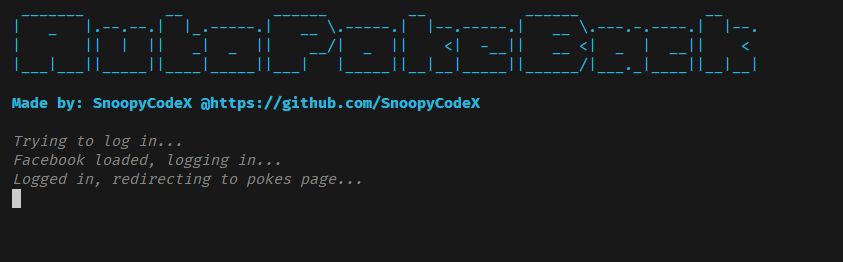 AutoPokeBack
Made by: SnoopyCodeX @https://github.com/SnoopyCodeX
Trying to log in...
Facebook loaded, logging in...
Logged in, redirecting to pokes page...